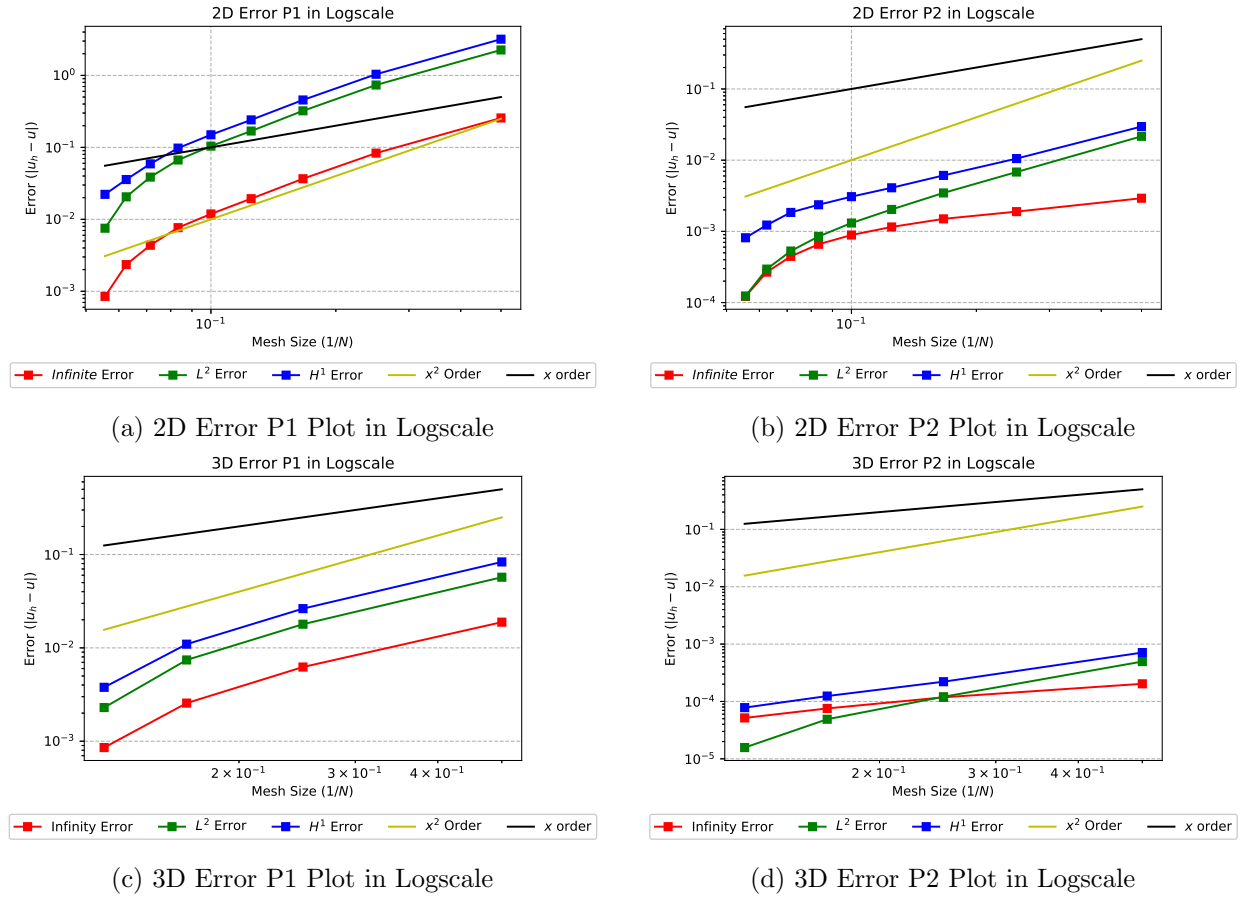 2D Error P1 in Logscale
10^0
10^{-1}
10^{-2}
10^{-3}
Error (|u_h − u|)
10^{-1}
Mesh Size (1/N)
Infinite Error L^2 Error H^1 Error x^2 Order x order
(a) 2D Error P1 Plot in Logscale
2D Error P2 in Logscale
10^{-1}
10^{-2}
10^{-3}
10^{-4}
Error (|u_h − u|)
10^{-1}
Mesh Size (1/N)
Infinite Error L^2 Error H^1 Error x^2 Order x order
(b) 2D Error P2 Plot in Logscale
3D Error P1 in Logscale
10^{-1}
10^{-2}
10^{-3}
Error (|u_h − u|)
2 × 10^{-1} 3 × 10^{-1} 4 × 10^{-1}
Mesh Size (1/N)
Infinity Error L^2 Error H^1 Error x^2 Order x order
(c) 3D Error P1 Plot in Logscale
3D Error P2 in Logscale
10^{-1}
10^{-2}
10^{-3}
10^{-4}
10^{-5}
Error (|u_h − u|)
2 × 10^{-1} 3 × 10^{-1} 4 × 10^{-1}
Mesh Size (1/N)
Infinity Error L^2 Error H^1 Error x^2 Order x order
(d) 3D Error P2 Plot in Logscale